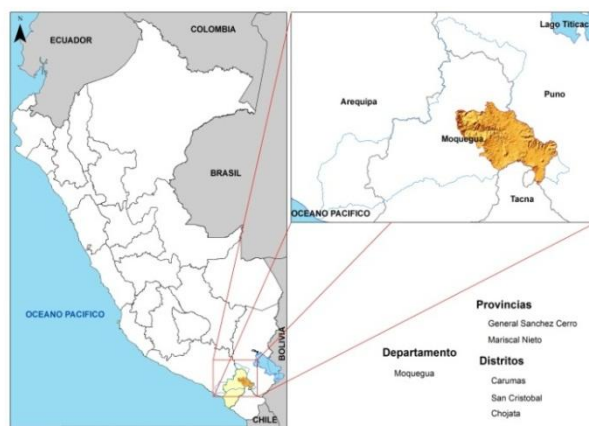 N
ECUADOR
COLOMBIA
BRASIL
OCEANO PACIFICO
BOLIVIA
CHILE
Lago Titicac
Arequipa
Puno
Moquegua
Tacna
OCEANO PACIFICO
Departamento
Moquegua
Provincias
General Sanchez Cerro
Mariscal Nieto
Distritos
Carumas
San Cristobal
Chojata